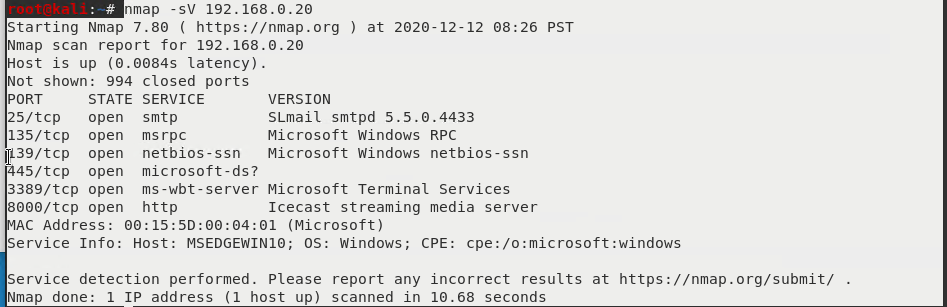 root@kali:~# nmap -sV 192.168.0.20
Starting Nmap 7.80 ( https://nmap.org ) at 2020-12-12 08:26 PST
Nmap scan report for 192.168.0.20
Host is up (0.0084s latency).
Not shown: 994 closed ports
PORT     STATE SERVICE       VERSION
25/tcp   open  smtp          SLmail smtpd 5.5.0.4433
135/tcp  open  msrpc         Microsoft Windows RPC
139/tcp  open  netbios-ssn   Microsoft Windows netbios-ssn
445/tcp  open  microsoft-ds?
3389/tcp open  ms-wbt-server Microsoft Terminal Services
8000/tcp open  http          Icecast streaming media server
MAC Address: 00:15:5D:00:04:01 (Microsoft)
Service Info: Host: MSEDGEWIN10; OS: Windows; CPE: cpe:/o:microsoft:windows
Service detection performed. Please report any incorrect results at https://nmap.org/submit/ .
Nmap done: 1 IP address (1 host up) scanned in 10.68 seconds